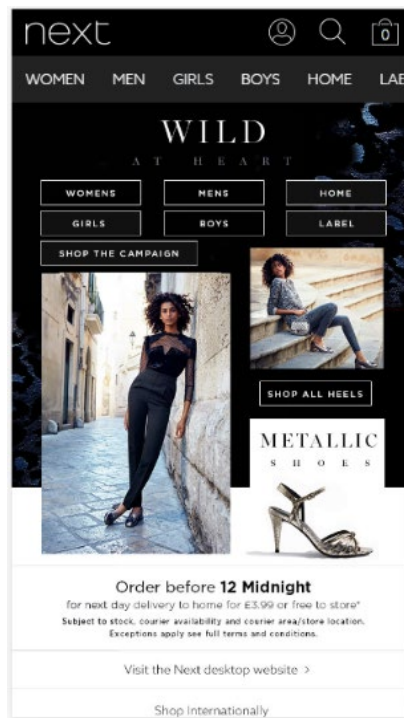 next
0
WOMEN MEN GIRLS BOYS HOME LAB
WILD
AT HEART
WOMENS MENS HOME
GIRLS BOYS LABEL
SHOP THE CAMPAIGN
SHOP ALL HEELS
METALLIC
SHOES
Order before 12 Midnight
for next day delivery to home for £3.99 or free to store*
Subject to stock, courier availability and courier area/store location.
Exceptions apply see full terms and conditions.
Visit the Next desktop website >
Shop Internationally